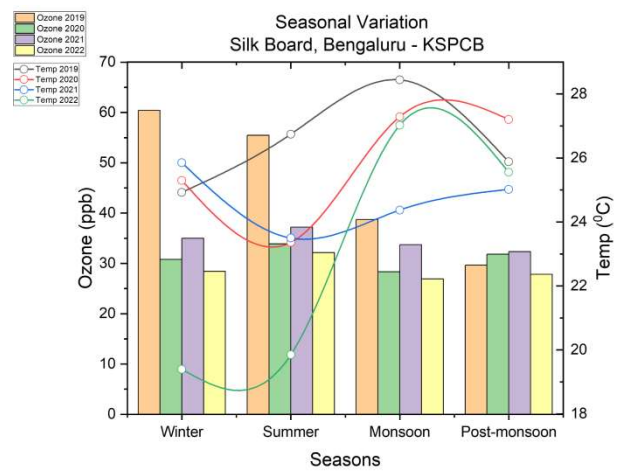 Ozone 2019
Ozone 2020
Ozone 2021
Ozone 2022
Temp 2019
Temp 2020
Temp 2021
Temp 2022
Seasonal Variation
Silk Board, Bengaluru - KSPCB
70
60
50
40
30
20
10
0
Ozone (ppb)
28
26
24
22
20
18
Temp (⁰C)
Winter Summer Monsoon Post-monsoon
Seasons